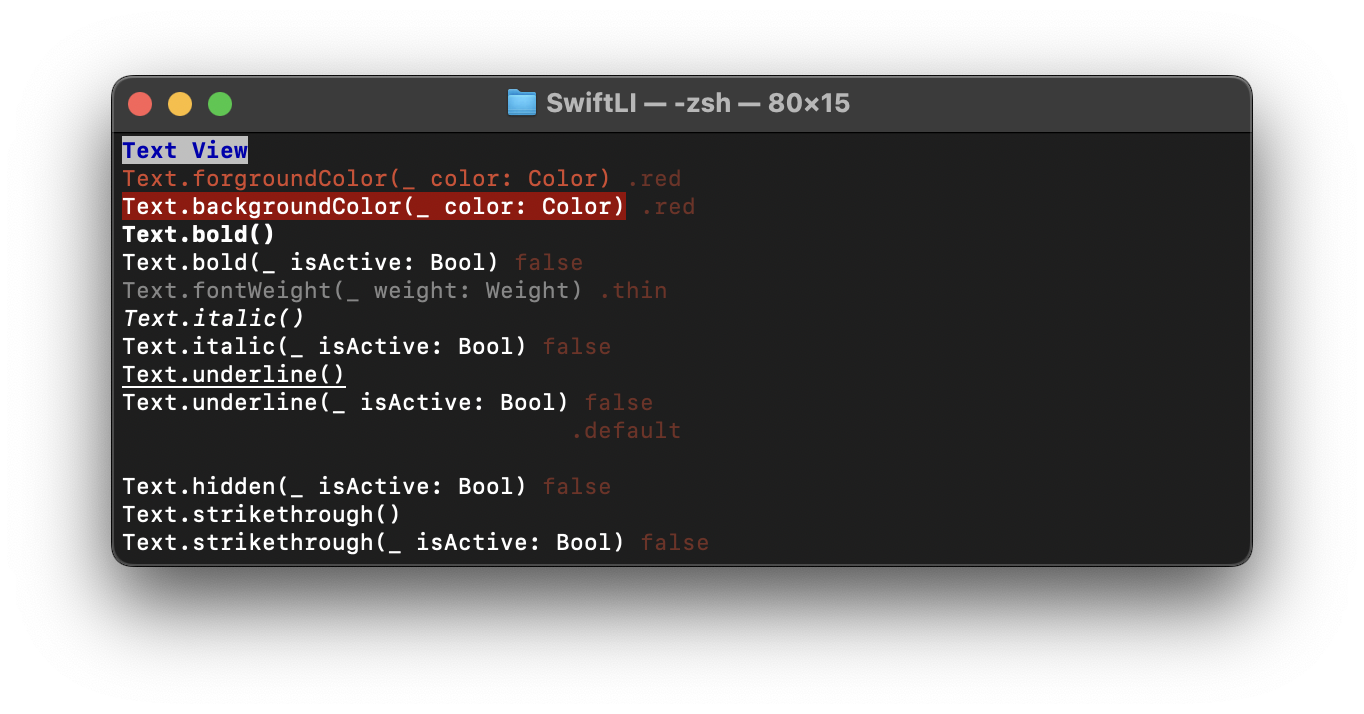 SwiftLI — -zsh — 80×15
Text View
Text.forgroundColor(_ color: Color) .red
Text.backgroundColor(_ color: Color) .red
Text.bold()
Text.bold(_ isActive: Bool) false
Text.fontWeight(_ weight: Weight) .thin
Text.italic()
Text.italic(_ isActive: Bool) false
Text.underline()
Text.underline(_ isActive: Bool) false
.default
Text.hidden(_ isActive: Bool) false
Text.strikethrough()
Text.strikethrough(_ isActive: Bool) false